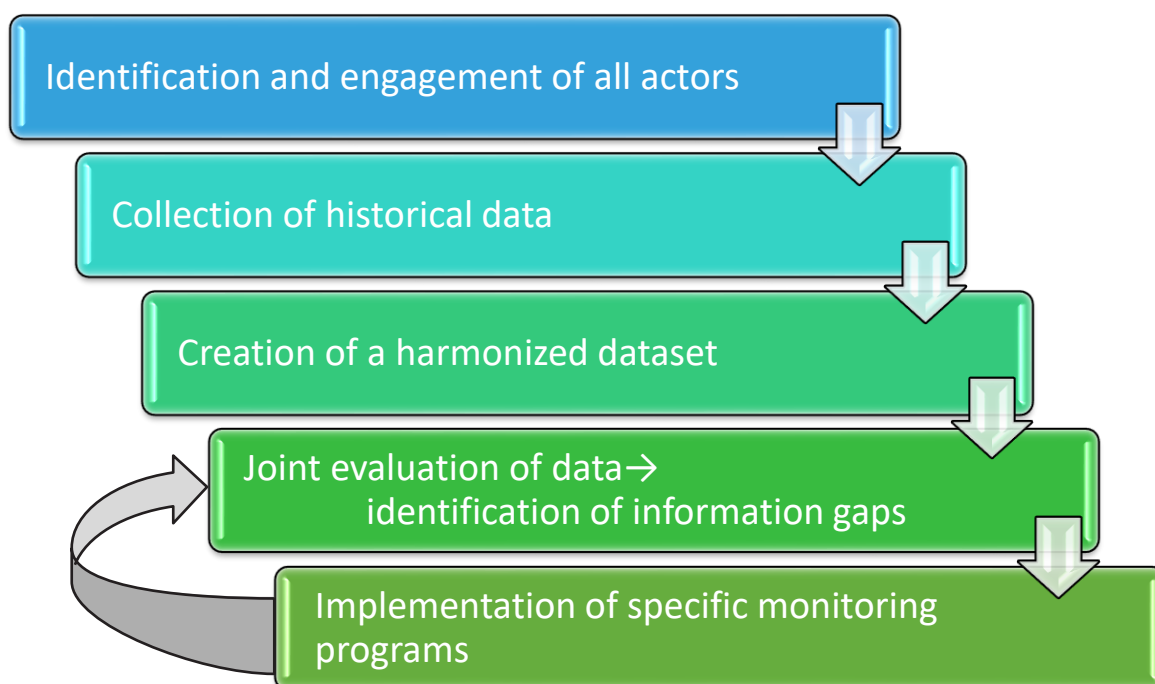 Identification and engagement of all actors
Collection of historical data
Creation of a harmonized dataset
Joint evaluation of data→
identification of information gaps
Implementation of specific monitoring
programs